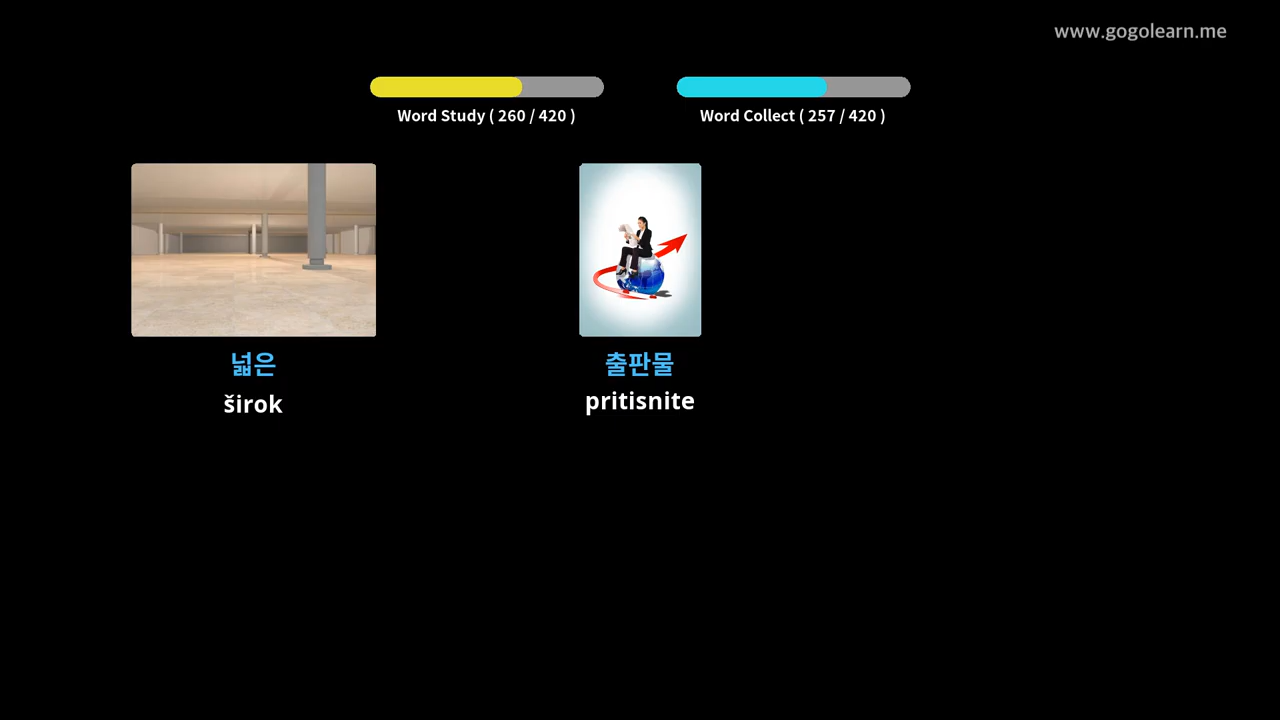 www.gogolearn.me
Word Study ( 260 / 420 )
Word Collect ( 257 / 420 )
넓은
širok
출판물
pritisnite